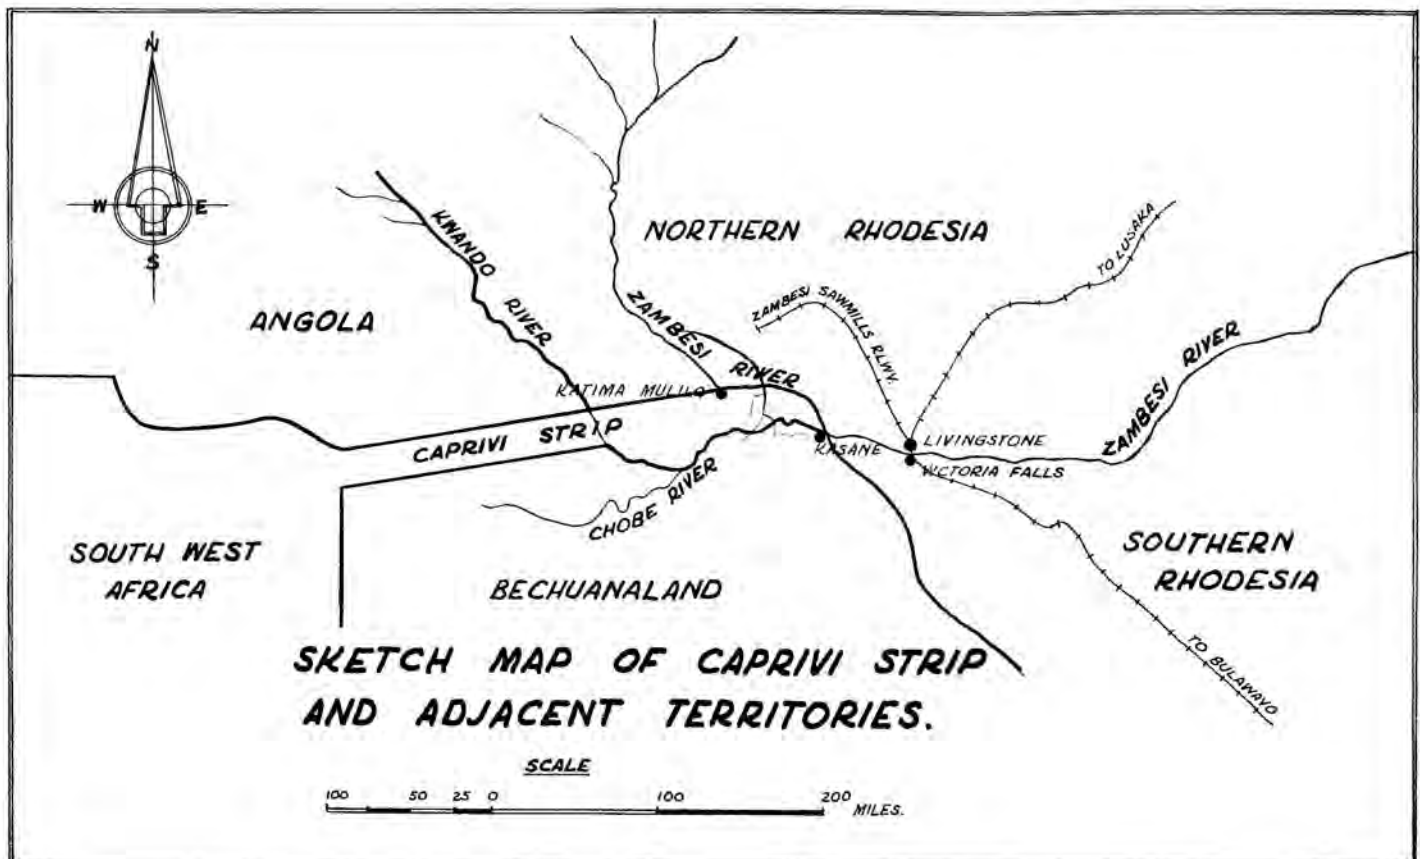 N
W E
S
NORTHERN RHODESIA
TO LUSAKA
KWANDO RIVER
ZAMBESI RIVER
ZAMBESI SAWMILLS RLWY.
ANGOLA
ZAMBESI RIVER
KATIMA MULILO
CAPRIVI STRIP
KASANE
LIVINGSTONE
VICTORIA FALLS
CHOBE RIVER
SOUTH WEST
AFRICA
BECHUANALAND
SOUTHERN
RHODESIA
TO BULAWAYO
SKETCH MAP OF CAPRIVI STRIP
AND ADJACENT TERRITORIES.
SCALE
100 50 25 0 100 200 MILES.